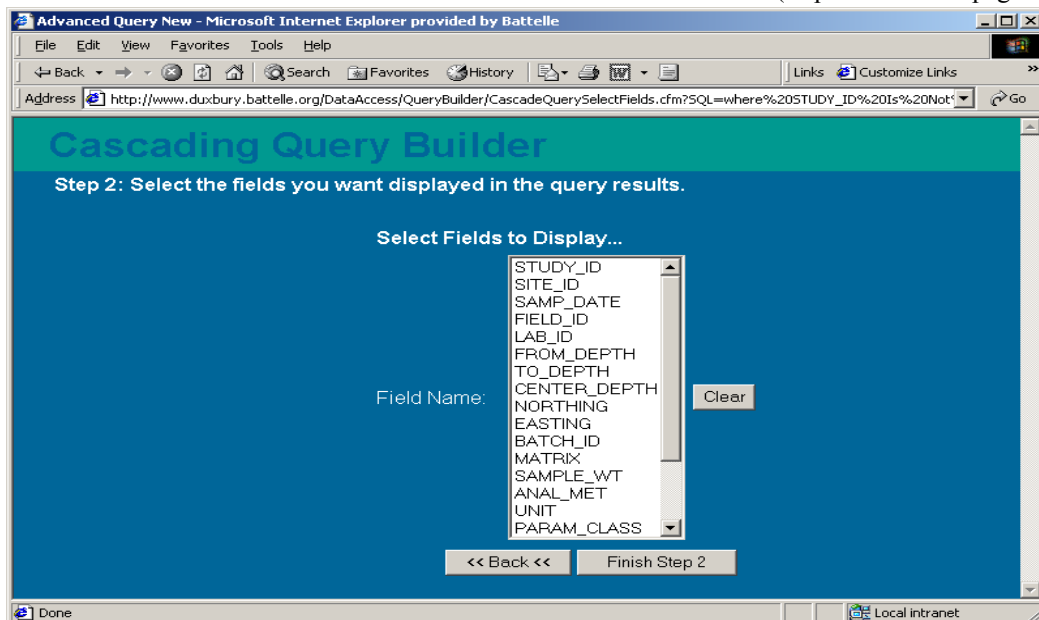 Advanced Query New - Microsoft Internet Explorer provided by Battelle
File Edit View Favorites Tools Help
Back Search Favorites History Links Customize Links »
Address http://www.duxbury.battelle.org/DataAccess/QueryBuilder/CascadeQuerySelectFields.cfm?SQL=where%20STUDY_ID%20Is%20Not% Go
Cascading Query Builder
Step 2: Select the fields you want displayed in the query results.
Select Fields to Display...
STUDY_ID
SITE_ID
SAMP_DATE
FIELD_ID
LAB_ID
FROM_DEPTH
TO_DEPTH
CENTER_DEPTH
Field Name: Clear
NORTHING
EASTING
BATCH_ID
MATRIX
SAMPLE_WT
ANAL_MET
UNIT
PARAM_CLASS
<< Back << Finish Step 2
Done Local intranet